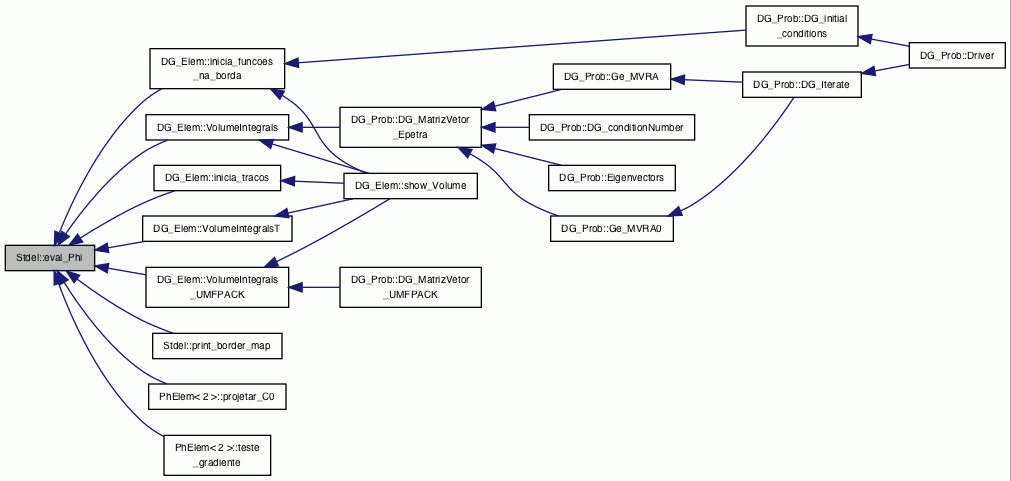 Stdel::eval_Phi
DG_Elem::inicia_funcoes
_na_borda
DG_Elem::VolumeIntegrals
DG_Elem::inicia_tracos
DG_Elem::VolumeIntegralsT
DG_Elem::VolumeIntegrals
_UMFPACK
Stdel::print_border_map
PhElem< 2 >::projetar_C0
PhElem< 2 >::teste
_gradiente
DG_Prob::DG_MatrizVetor
_Epetra
DG_Elem::show_Volume
DG_Prob::DG_MatrizVetor
_UMFPACK
DG_Prob::Ge_MVRA
DG_Prob::DG_conditionNumber
DG_Prob::Eigenvectors
DG_Prob::Ge_MVRA0
DG_Prob::DG_initial
_conditions
DG_Prob::DG_Iterate
DG_Prob::Driver